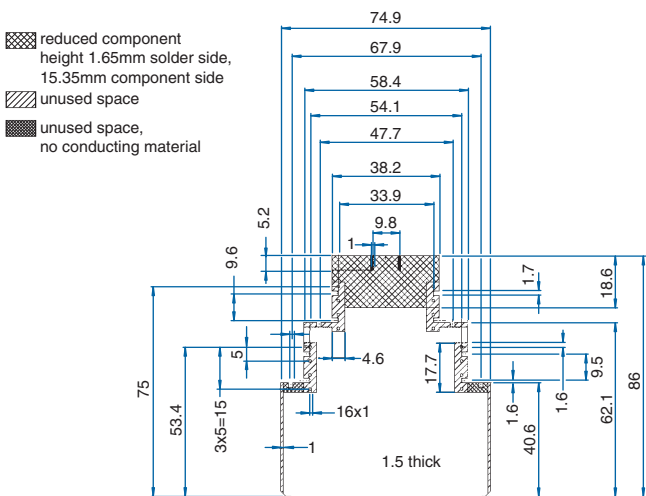 74.9
reduced component
height 1.65mm solder side,
15.35mm component side
67.9
unused space
58.4
54.1
unused space,
no conducting material
47.7
38.2
33.9
5.2
9.8
1
9.6
1.7
18.6
75
53.4
5
3x5=15
4.6
17.7
16x1
1
1.5 thick
1.6
40.6
1.6
9.5
62.1
86